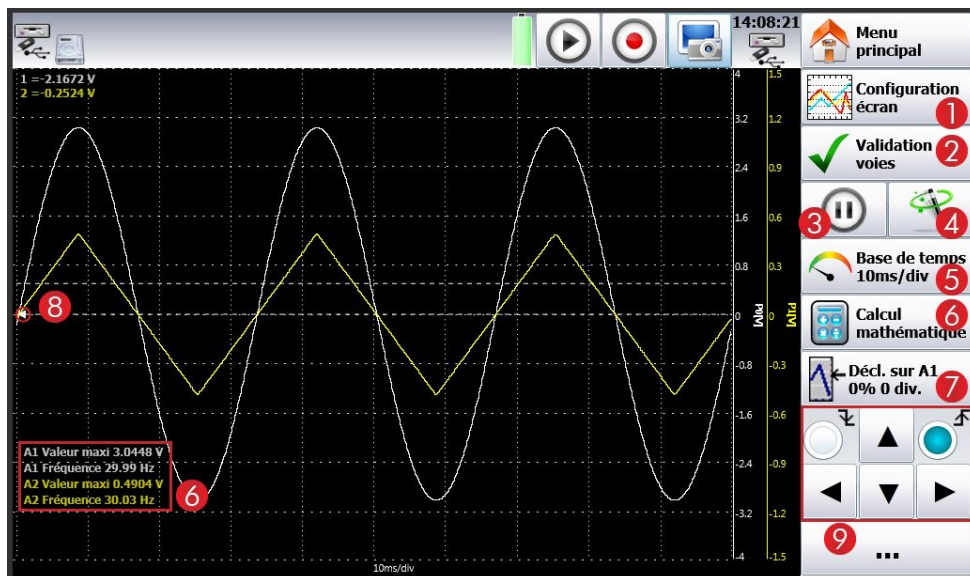 14:08:21
Menu
principal
1 =-2.1672 V
2 =-0.2524 V
4
3.2
2.4
1.6
0.8
0
-0.8
-1.6
-2.4
-3.2
-4
P0[V]
1.5
1.2
0.9
0.6
0.3
0
-0.3
-0.6
-0.9
-1.2
-1.5
P1[V]
Configuration
écran
1
Validation
voies
2
3
4
Base de temps
10ms/div
5
Calcul
mathématique
6
Décl. sur A1
0% 0 div.
7
8
A1 Valeur maxi 3.0448 V
A1 Fréquence 29.99 Hz
A2 Valeur maxi 0.4904 V
A2 Fréquence 30.03 Hz
6
9
...
10ms/div